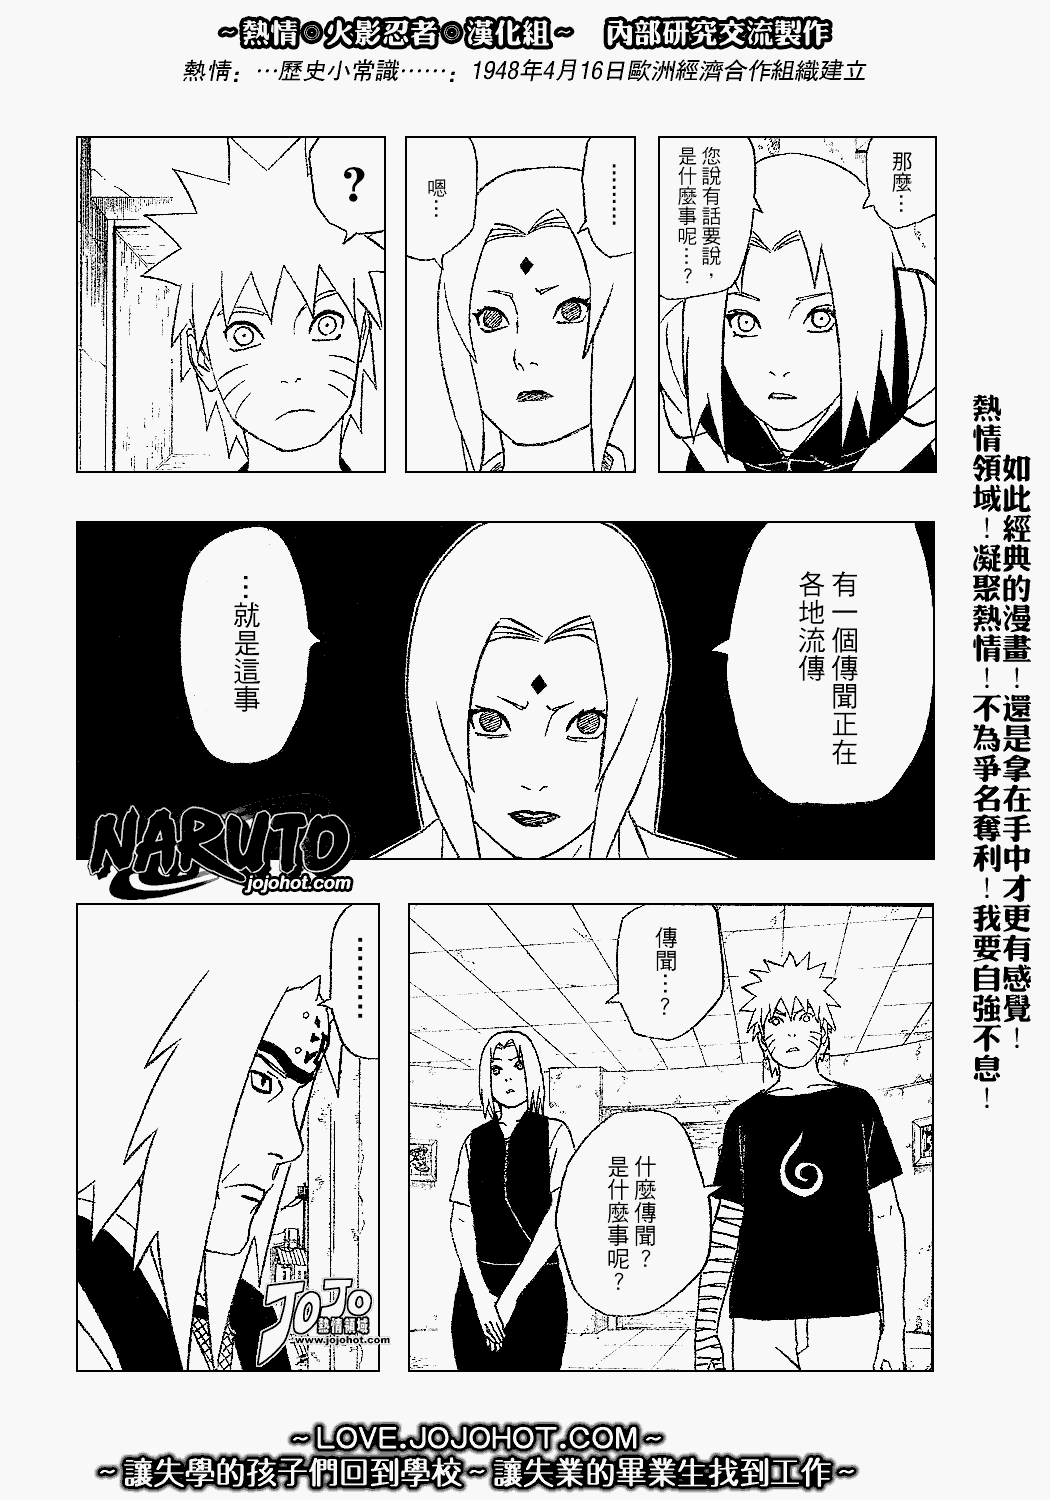 ~熱情◎火影忍者◎漢化組~ 內部研究交流製作
熱情：…歷史小常識……：1948年4月16日歐洲經濟合作組織建立
那麼…
您說有話要說，
是什麼事呢…？
………
嗯…
？
有一個傳聞正在
各地流傳
…就是這事
NARUTO
jojohot.com
傳聞…？
什麼傳聞？
是什麼事呢？
………
JOJO
熱情領域
www.jojohot.com
如此經典的漫畫！還是拿在手中才更有感覺！
熱情領域！凝聚熱情！不為爭名奪利！我要自強不息！
~LOVE.JOJOHOT.COM~
~讓失學的孩子們回到學校~讓失業的畢業生找到工作~